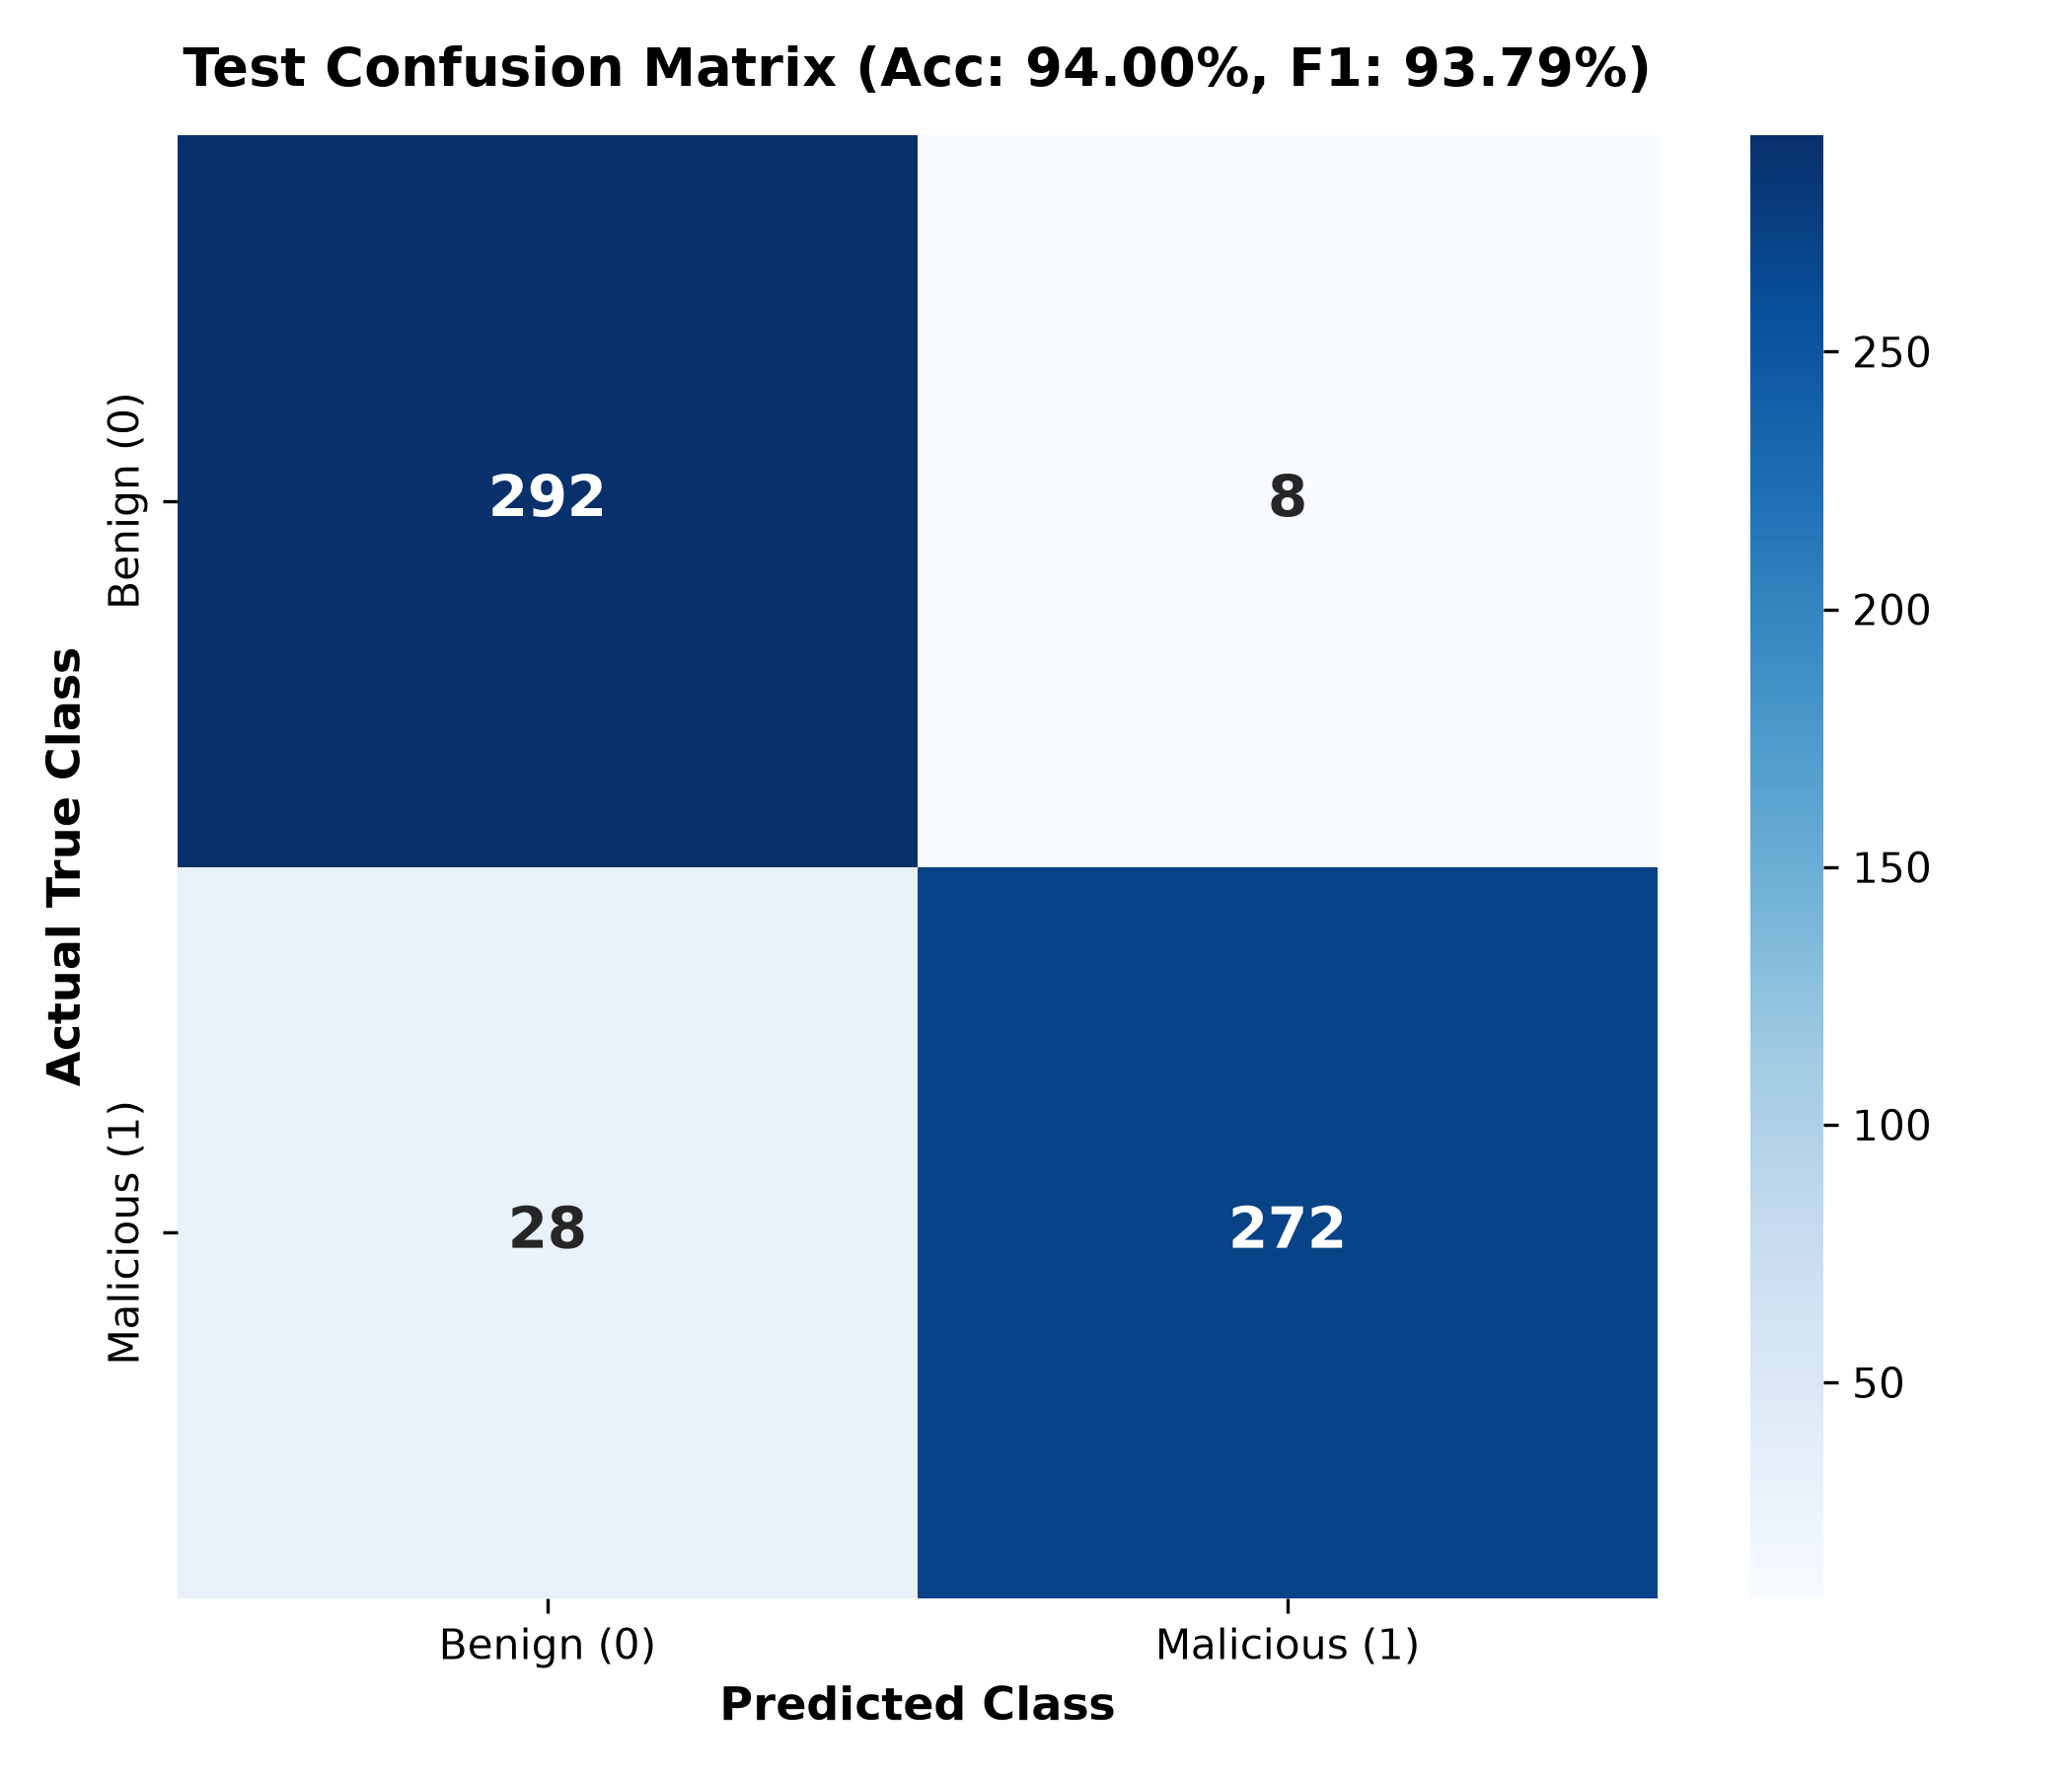 Test Confusion Matrix (Acc: 94.00%, F1: 93.79%)
Actual True Class
Benign (0)
Malicious (1)
292
8
28
272
250
200
150
100
50
Benign (0)
Malicious (1)
Predicted Class